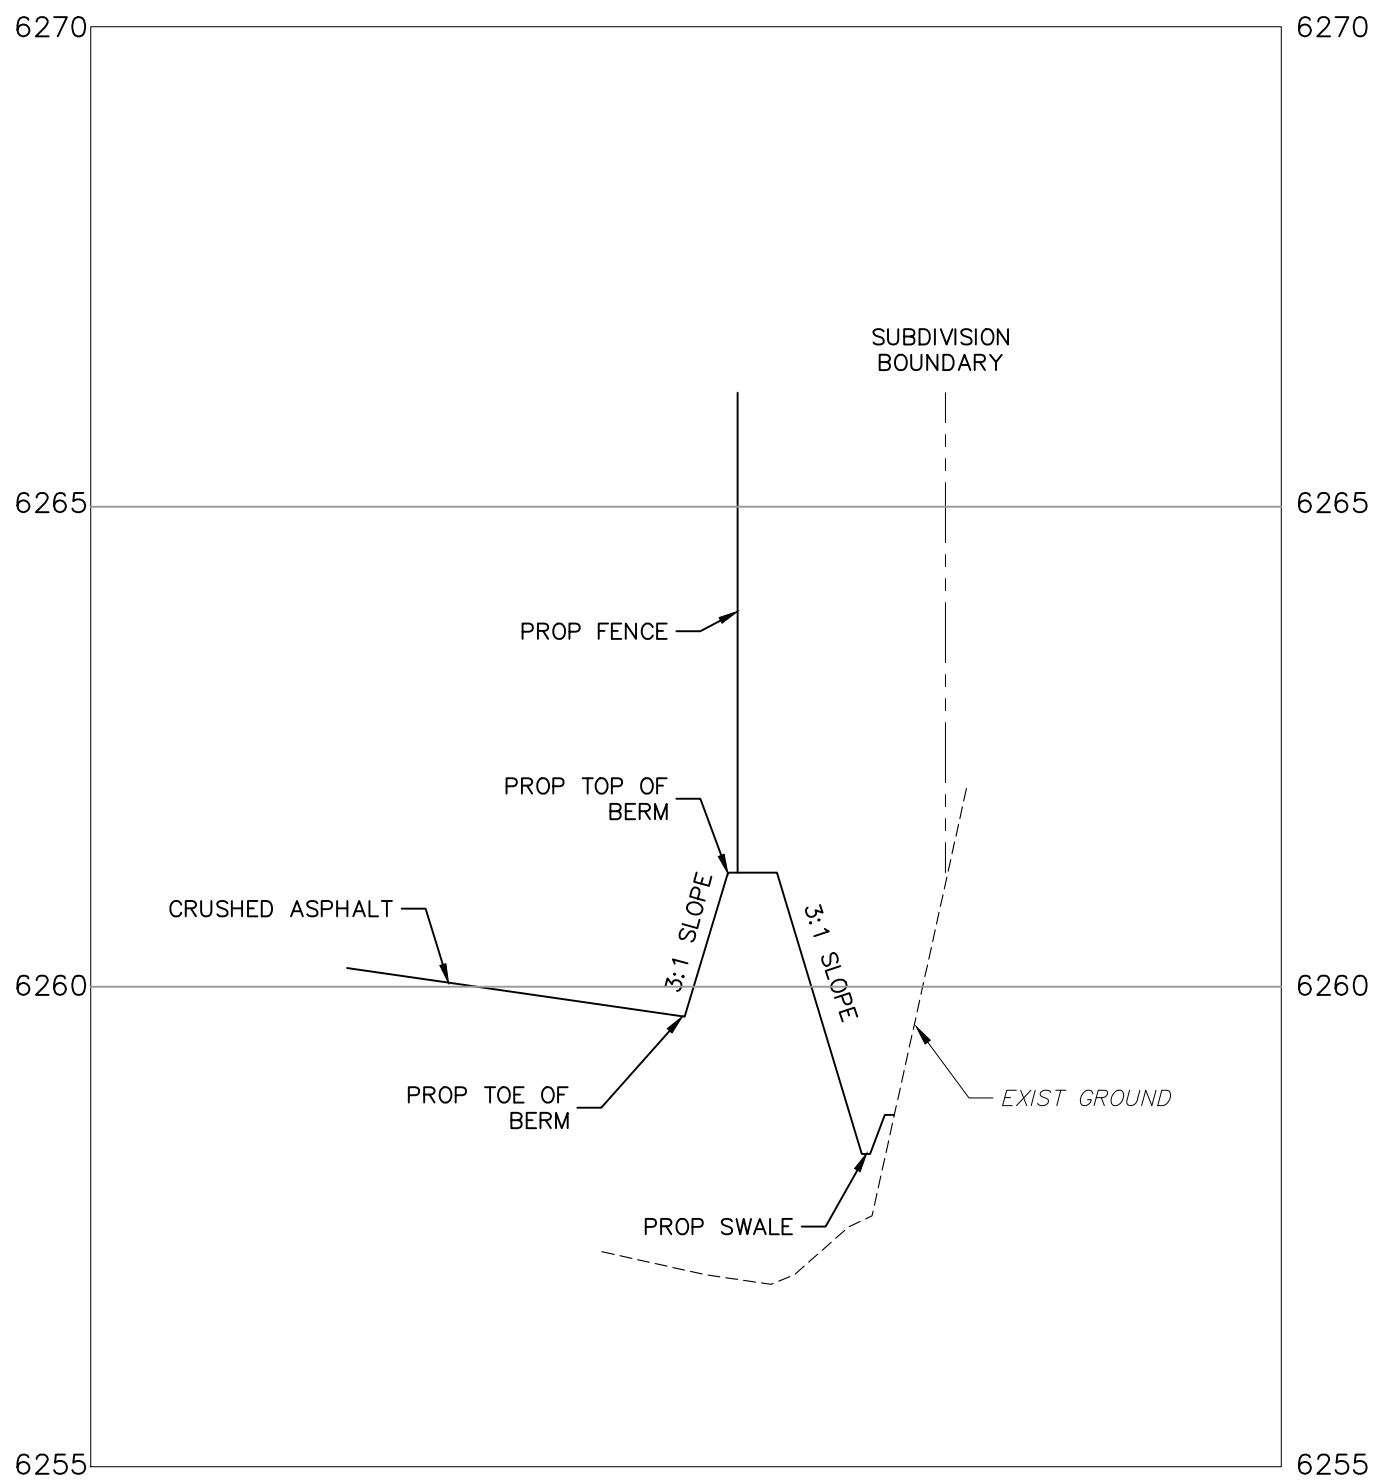 6270
6270
SUBDIVISION
BOUNDARY
6265
6265
PROP FENCE
PROP TOP OF
BERM
CRUSHED ASPHALT
3:1 SLOPE
3:1 SLOPE
6260
6260
PROP TOE OF
BERM
EXIST GROUND
PROP SWALE
6255
6255